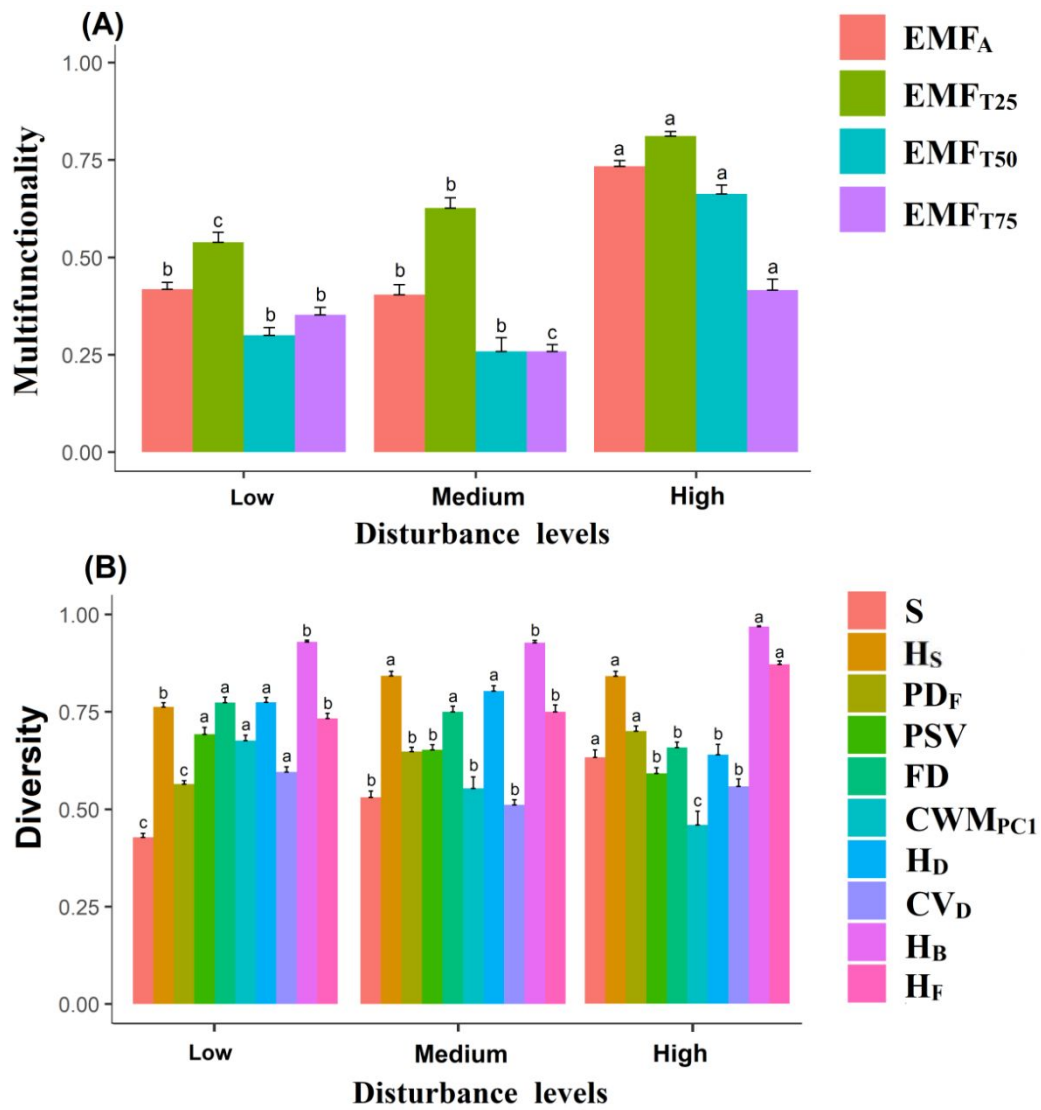 (A)
EMFA
EMFT25
EMFT50
EMFT75
Multifunctionality
1.00
0.75
0.50
0.25
0.00
b c b b
b b b c
a a a a
Low Medium High
Disturbance levels
(B)
S
HS
PDF
PSV
FD
CWMPC1
HD
CVD
HB
HF
Diversity
1.00
0.75
0.50
0.25
0.00
c b c a a a a a b b
b a b b a b a b b b
a a a b b c b b a a
Low Medium High
Disturbance levels